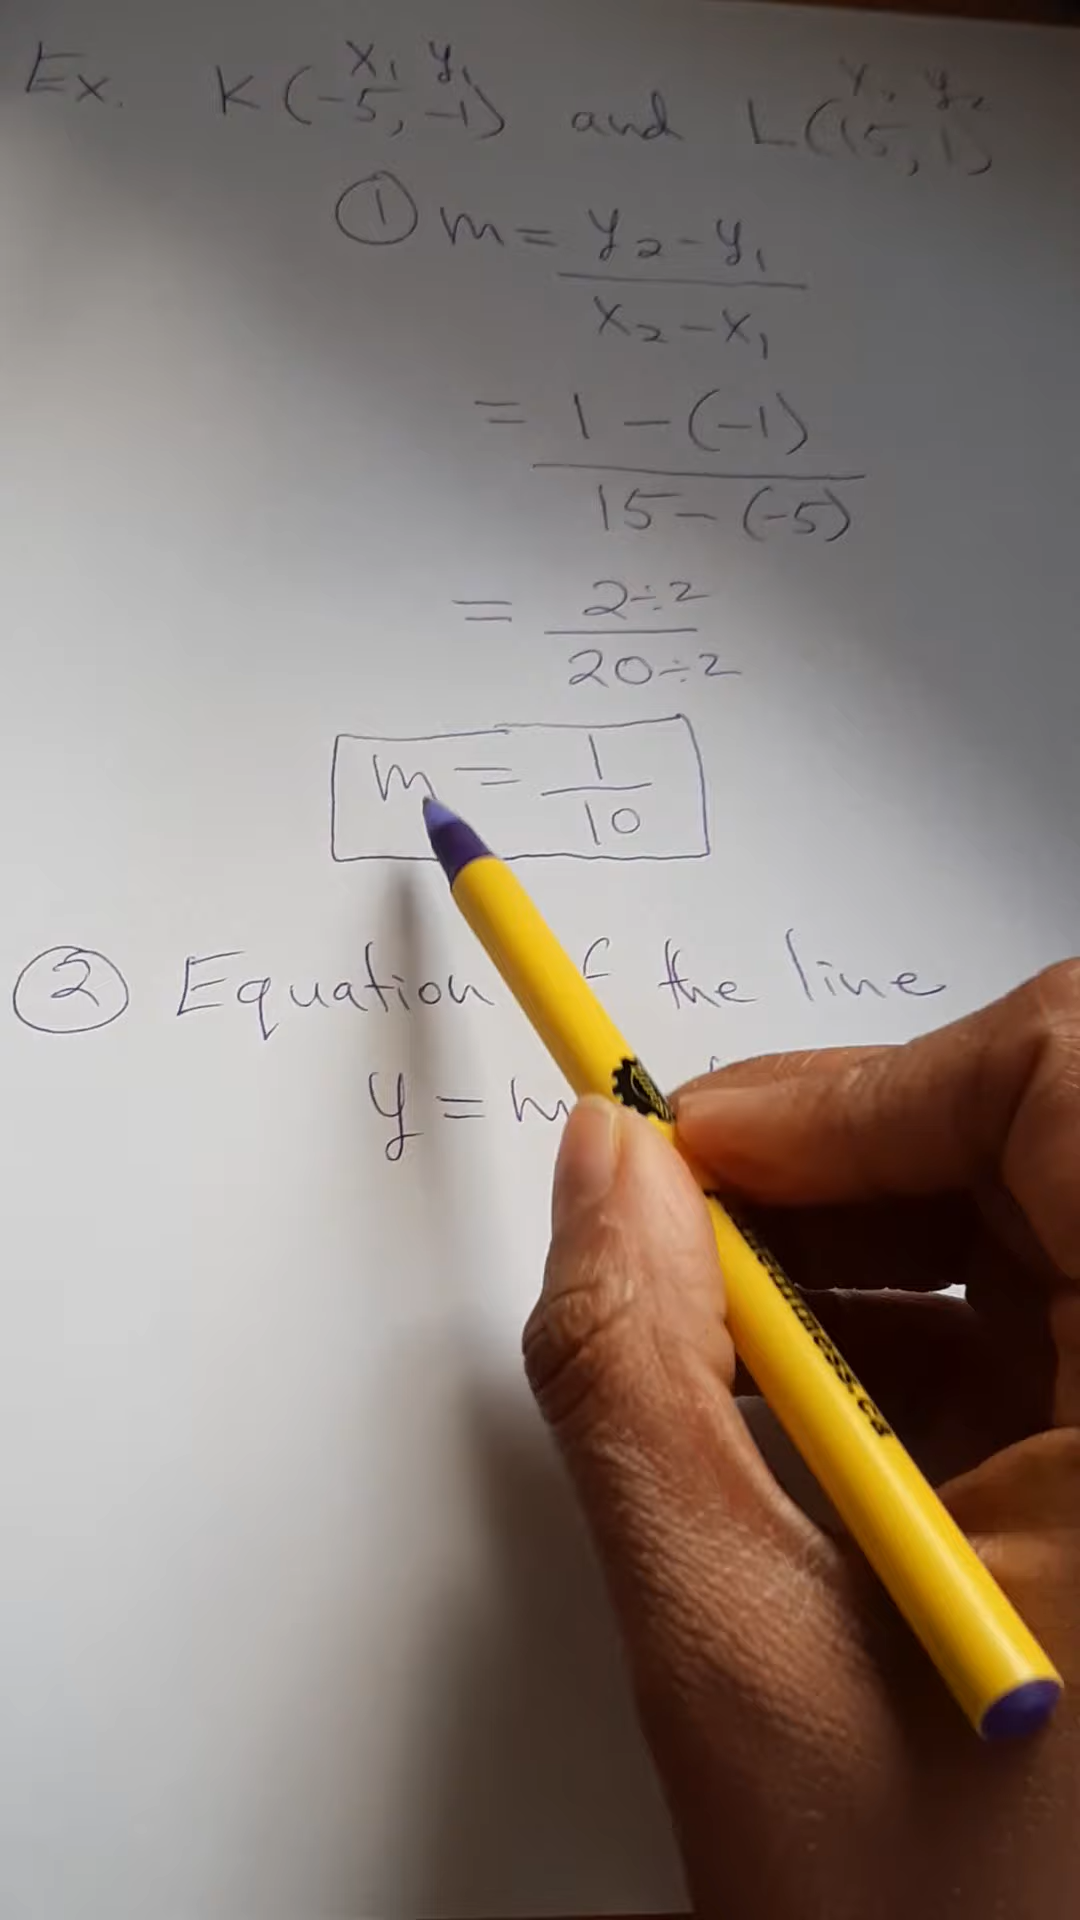 x₁ y₁ y₂
Ex. K(-5, -1) and L(15, 1)
① m = y₂ - y₁
x₂ - x₁
= 1 - (-1)
15 - (-5)
= 2÷2
20÷2
m = 1
10
② Equation of the line
y = m